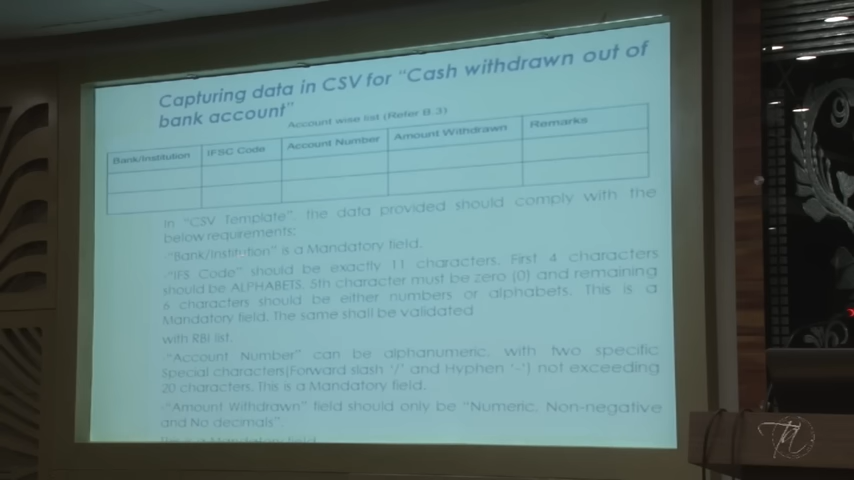 Capturing data in CSV for "Cash withdrawn out of
bank account"
Account wise list (Refer B.3)
Bank/Institution IFSC Code Account Number Amount Withdrawn Remarks
In "CSV Template", the data provided should comply with the
below requirements:
-"Bank/Institution" is a Mandatory field.
-"IFS Code" should be exactly 11 characters. First 4 characters
should be ALPHABETS. 5th character must be zero (0) and remaining
6 characters should be either numbers or alphabets. This is a
Mandatory field. The same shall be validated
with RBI list.
-"Account Number" can be alphanumeric, with two specific
Special characters(Forward slash '/' and Hyphen '-') not exceeding
20 characters. This is a Mandatory field.
-"Amount Withdrawn" field should only be "Numeric, Non-negative
and No decimals".